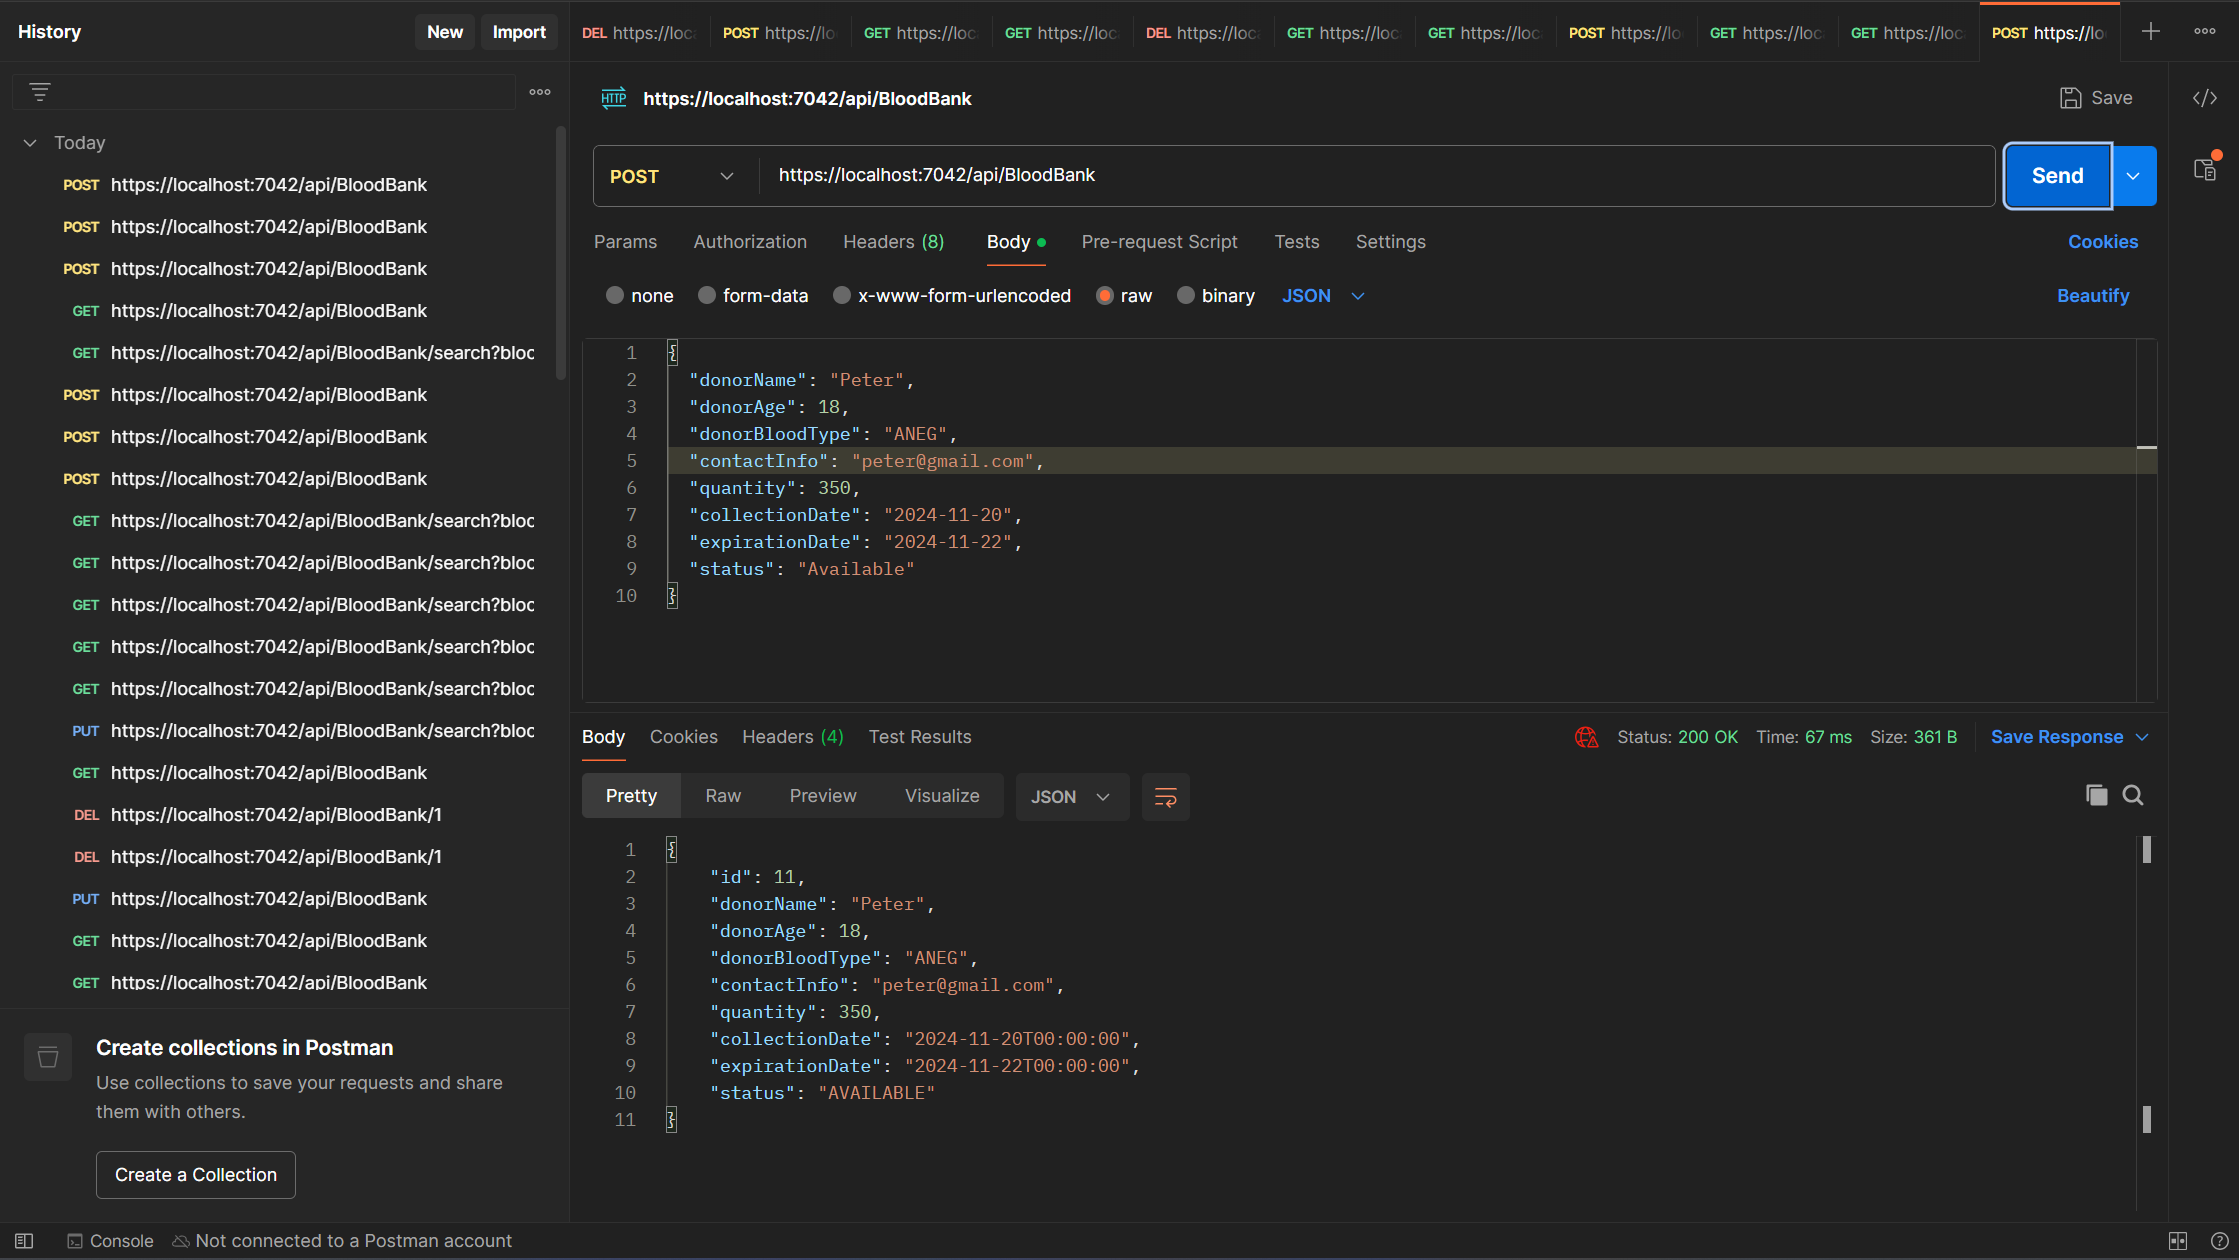 History
New
Import
Today
POST https://localhost:7042/api/BloodBank
POST https://localhost:7042/api/BloodBank
POST https://localhost:7042/api/BloodBank
GET https://localhost:7042/api/BloodBank
GET https://localhost:7042/api/BloodBank/search?bloc
POST https://localhost:7042/api/BloodBank
POST https://localhost:7042/api/BloodBank
POST https://localhost:7042/api/BloodBank
GET https://localhost:7042/api/BloodBank/search?bloc
GET https://localhost:7042/api/BloodBank/search?bloc
GET https://localhost:7042/api/BloodBank/search?bloc
GET https://localhost:7042/api/BloodBank/search?bloc
GET https://localhost:7042/api/BloodBank/search?bloc
PUT https://localhost:7042/api/BloodBank/search?bloc
GET https://localhost:7042/api/BloodBank
DEL https://localhost:7042/api/BloodBank/1
DEL https://localhost:7042/api/BloodBank/1
PUT https://localhost:7042/api/BloodBank
GET https://localhost:7042/api/BloodBank
GET https://localhost:7042/api/BloodBank
Create collections in Postman
Use collections to save your requests and share
them with others.
Create a Collection
DEL https://loc POST https://lo GET https://loc GET https://loc DEL https://loc GET https://loc GET https://loc POST https://lo GET https://loc GET https://loc POST https://lo
HTTP https://localhost:7042/api/BloodBank
Save
POST https://localhost:7042/api/BloodBank
Send
Params Authorization Headers (8) Body Pre-request Script Tests Settings
Cookies
none form-data x-www-form-urlencoded raw binary JSON
Beautify
1 {
2 "donorName": "Peter",
3 "donorAge": 18,
4 "donorBloodType": "ANEG",
5 "contactInfo": "peter@gmail.com",
6 "quantity": 350,
7 "collectionDate": "2024-11-20",
8 "expirationDate": "2024-11-22",
9 "status": "Available"
10 }
Body Cookies Headers (4) Test Results
Status: 200 OK Time: 67 ms Size: 361 B
Save Response
Pretty Raw Preview Visualize JSON
1 {
2 "id": 11,
3 "donorName": "Peter",
4 "donorAge": 18,
5 "donorBloodType": "ANEG",
6 "contactInfo": "peter@gmail.com",
7 "quantity": 350,
8 "collectionDate": "2024-11-20T00:00:00",
9 "expirationDate": "2024-11-22T00:00:00",
10 "status": "AVAILABLE"
11 }
Console
Not connected to a Postman account